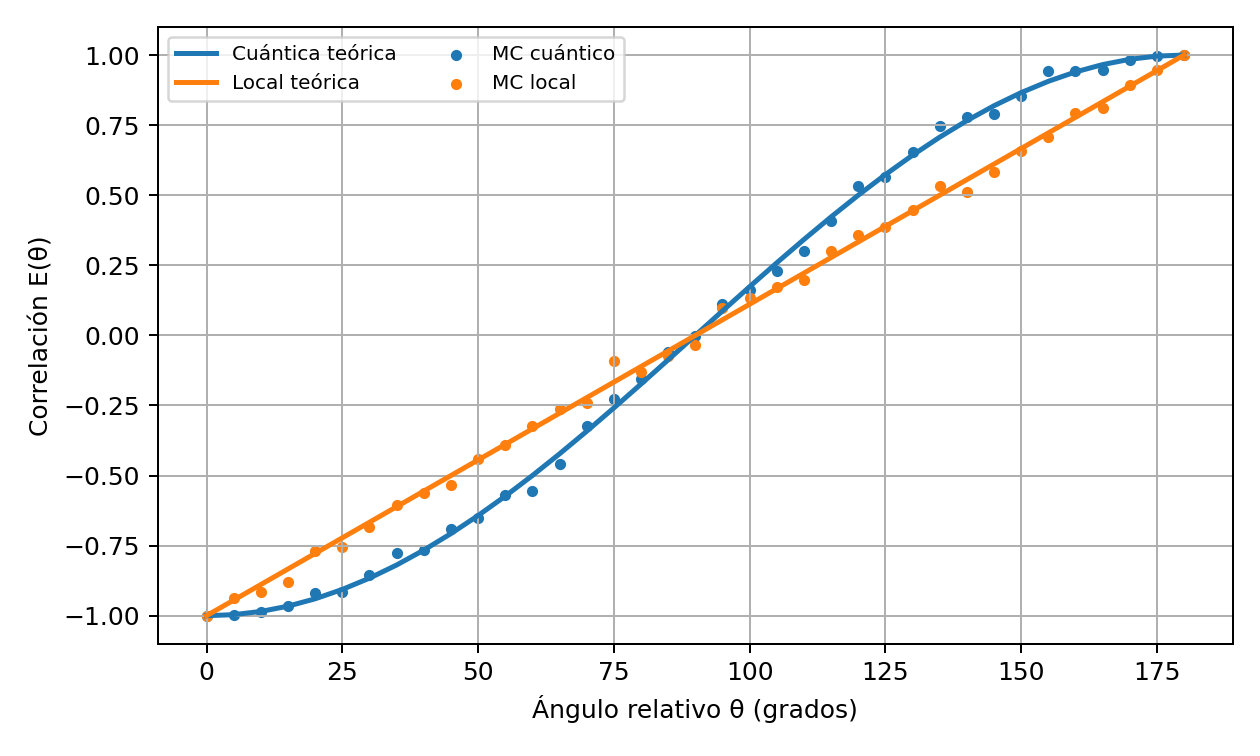 Cuántica teórica
Local teórica
MC cuántico
MC local
1.00
0.75
0.50
0.25
0.00
−0.25
−0.50
−0.75
−1.00
Correlación E(θ)
0 25 50 75 100 125 150 175
Ángulo relativo θ (grados)